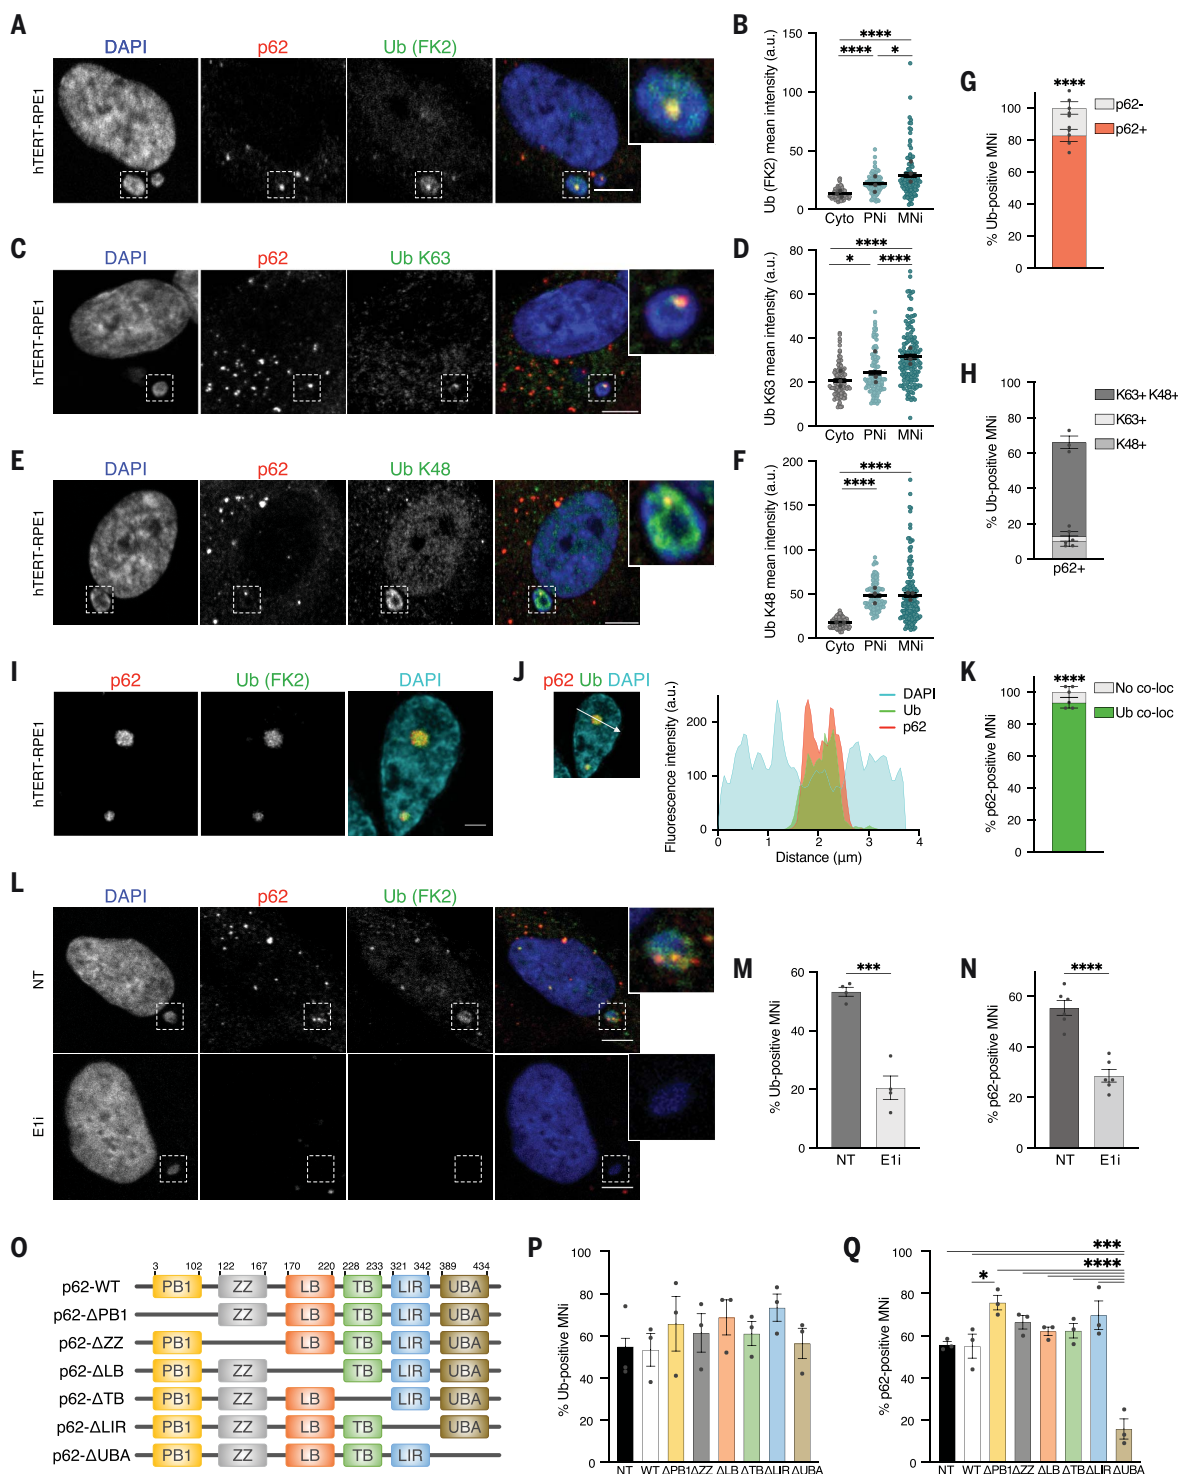 A
DAPI
p62
Ub (FK2)
hTERT-RPE1
B
Ub (FK2) mean intensity (a.u.)
150
100
50
0
****
****
*
Cyto PNi MNi
G
% Ub-positive MNi
100
80
60
40
20
0
****
p62-
p62+
C
DAPI
p62
Ub K63
hTERT-RPE1
D
Ub K63 mean intensity (a.u.)
80
60
40
20
0
****
*
****
Cyto PNi MNi
H
% Ub-positive MNi
100
80
60
40
20
0
K63+ K48+
K63+
K48+
p62+
E
DAPI
p62
Ub K48
hTERT-RPE1
F
Ub K48 mean intensity (a.u.)
200
150
100
50
0
****
****
Cyto PNi MNi
I
p62
Ub (FK2)
DAPI
hTERT-RPE1
J
p62 Ub DAPI
Fluorescence intensity (a.u.)
200
100
0
0 1 2 3 4
Distance (µm)
DAPI
Ub
p62
K
% p62-positive MNi
100
80
60
40
20
0
****
No co-loc
Ub co-loc
L
DAPI
p62
Ub (FK2)
NT
E1i
M
% Ub-positive MNi
60
40
20
0
***
NT E1i
N
% p62-positive MNi
60
40
20
0
****
NT E1i
O
3 102 122 167 170 220 228 233 321 342 389 434
p62-WT PB1 ZZ LB TB LIR UBA
p62-ΔPB1 ZZ LB TB LIR UBA
p62-ΔZZ PB1 LB TB LIR UBA
p62-ΔLB PB1 ZZ TB LIR UBA
p62-ΔTB PB1 ZZ LB LIR UBA
p62-ΔLIR PB1 ZZ LB TB UBA
p62-ΔUBA PB1 ZZ LB TB LIR
P
% Ub-positive MNi
100
80
60
40
20
0
NT WT ΔPB1 ΔZZ ΔLB ΔTB ΔLIR ΔUBA
Q
% p62-positive MNi
100
80
60
40
20
0
***
****
*
NT WT ΔPB1 ΔZZ ΔLB ΔTB ΔLIR ΔUBA